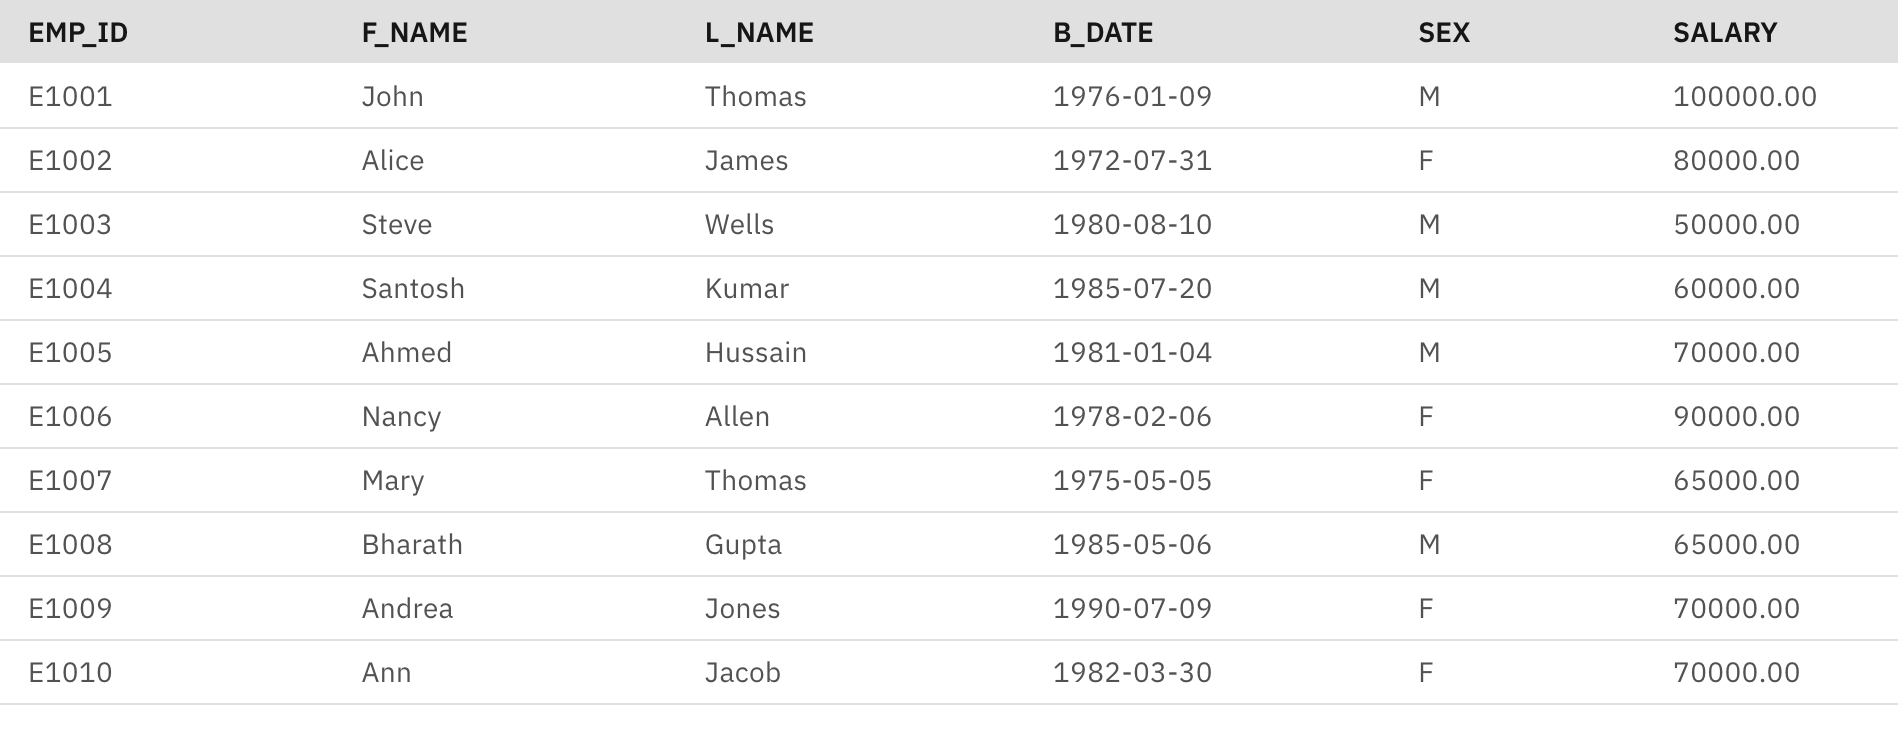 EMP_ID F_NAME L_NAME B_DATE SEX SALARY
E1001 John Thomas 1976-01-09 M 100000.00
E1002 Alice James 1972-07-31 F 80000.00
E1003 Steve Wells 1980-08-10 M 50000.00
E1004 Santosh Kumar 1985-07-20 M 60000.00
E1005 Ahmed Hussain 1981-01-04 M 70000.00
E1006 Nancy Allen 1978-02-06 F 90000.00
E1007 Mary Thomas 1975-05-05 F 65000.00
E1008 Bharath Gupta 1985-05-06 M 65000.00
E1009 Andrea Jones 1990-07-09 F 70000.00
E1010 Ann Jacob 1982-03-30 F 70000.00